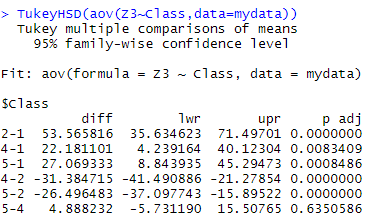 > TukeyHSD(aov(Z3~Class,data=mydata))
  Tukey multiple comparisons of means
    95% family-wise confidence level

Fit: aov(formula = Z3 ~ Class, data = mydata)

$Class
          diff        lwr       upr     p adj
2-1  53.565816  35.634623  71.49701 0.0000000
4-1  22.181101   4.239164  40.12304 0.0083409
5-1  27.069333   8.843935  45.29473 0.0008486
4-2 -31.384715 -41.490886 -21.27854 0.0000000
5-2 -26.496483 -37.097743 -15.89522 0.0000000
5-4   4.888232  -5.731190  15.50765 0.6350586